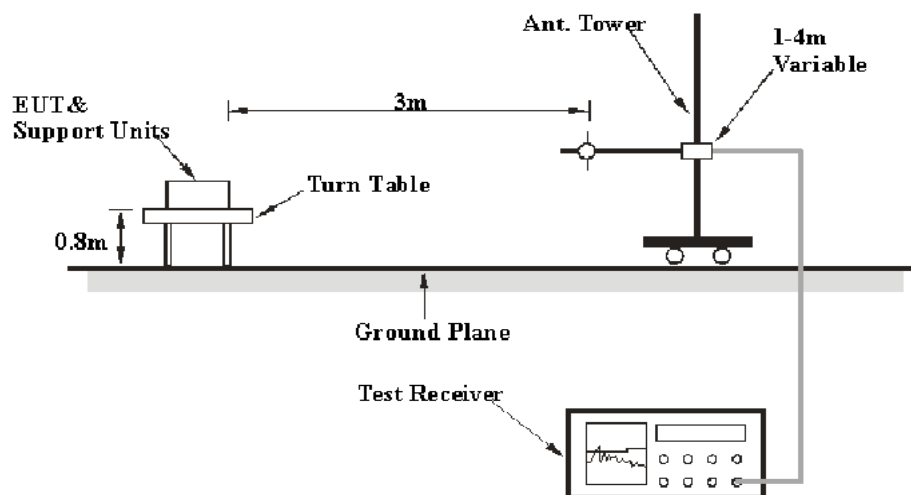 Ant. Tower
1-4m
Variable
3m
EUT&
Support Units
Turn Table
0.8m
Ground Plane
Test Receiver